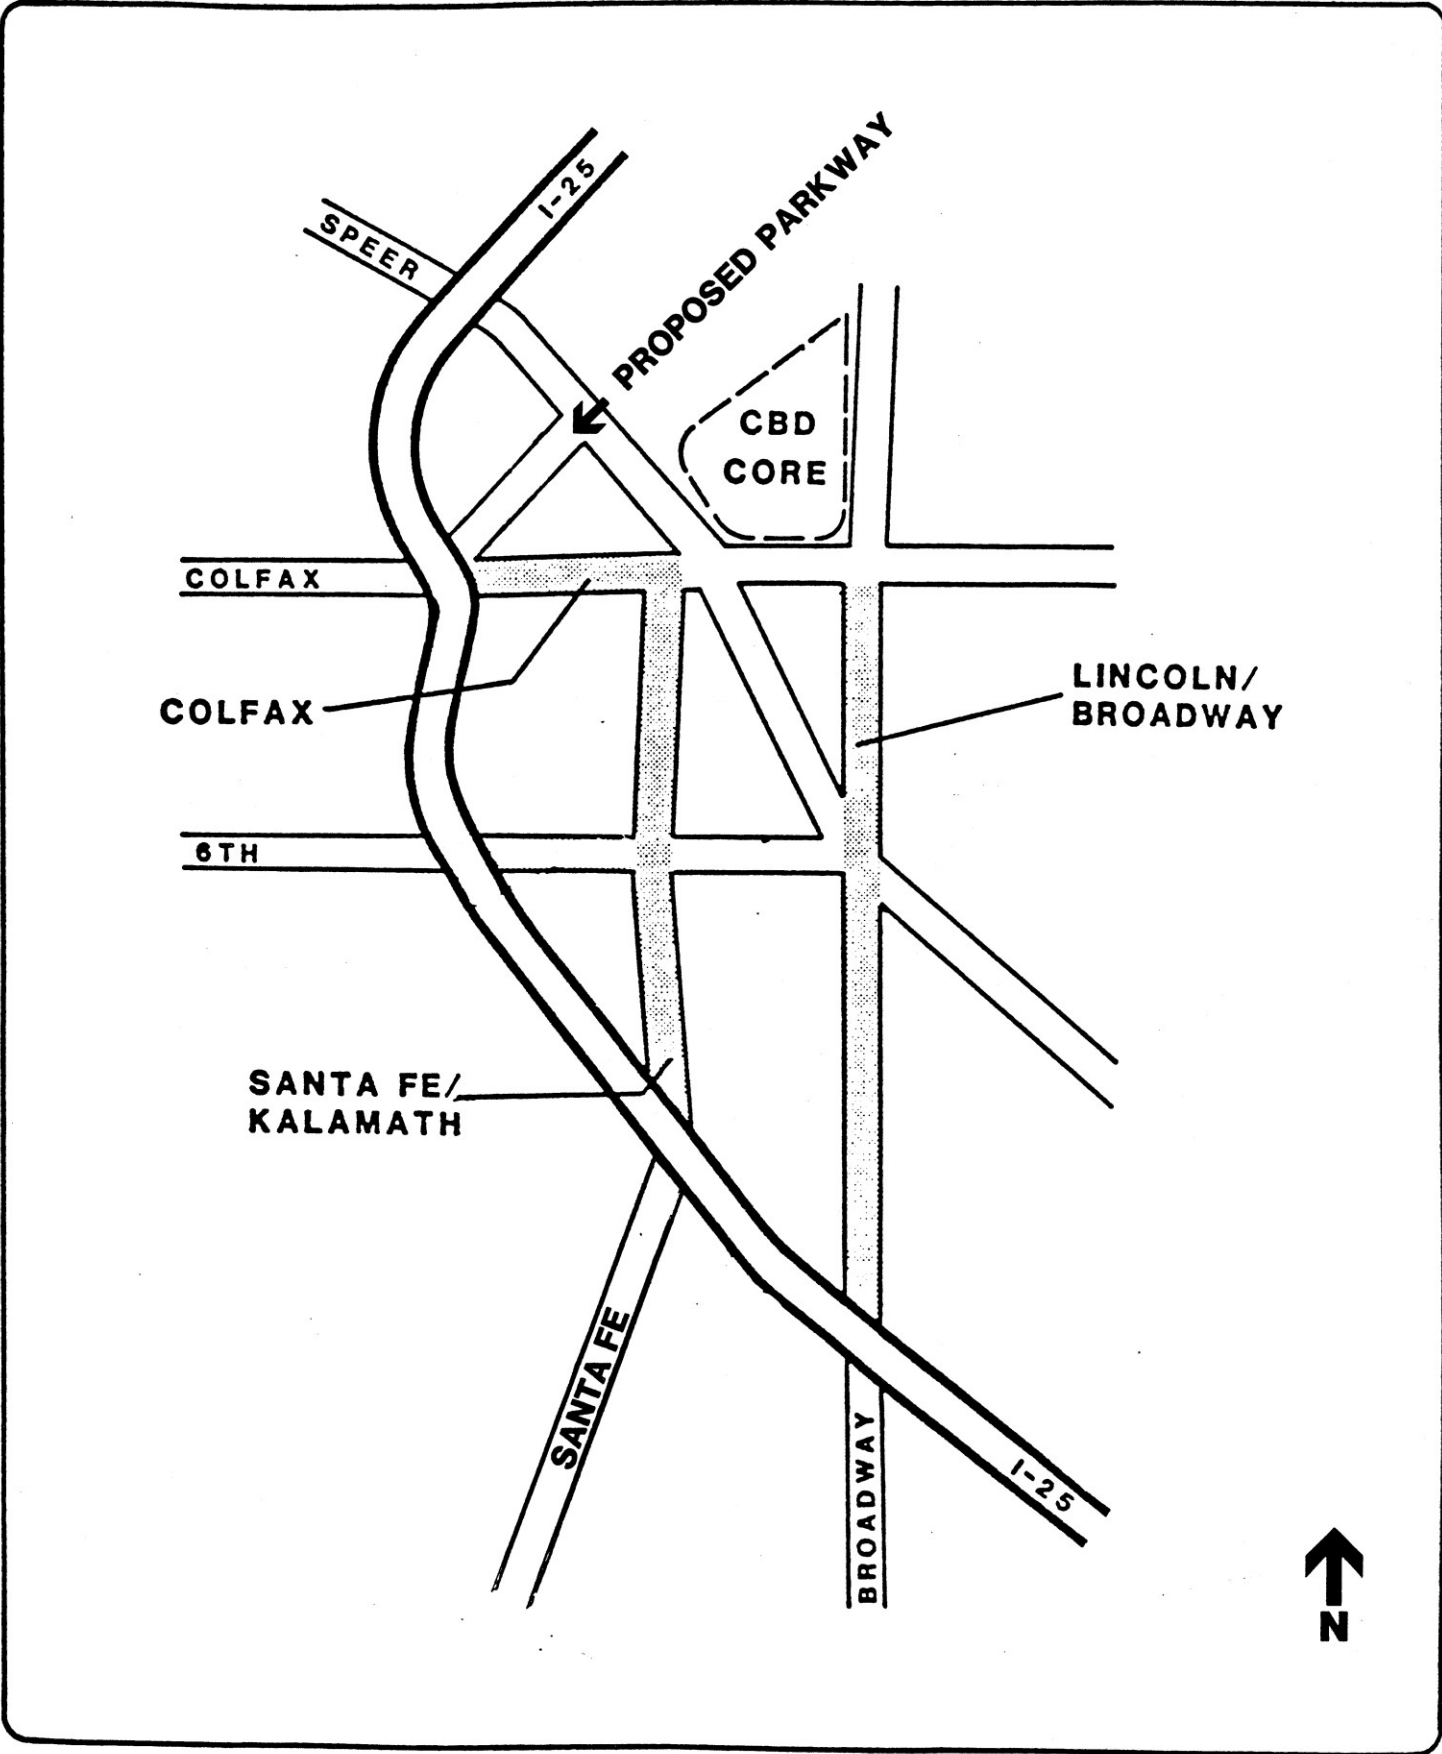 I-25
PROPOSED PARKWAY
SPEER
CBD
CORE
COLFAX
COLFAX
LINCOLN/
BROADWAY
6TH
SANTA FE/
KALAMATH
SANTA FE
BROADWAY
I-25
N